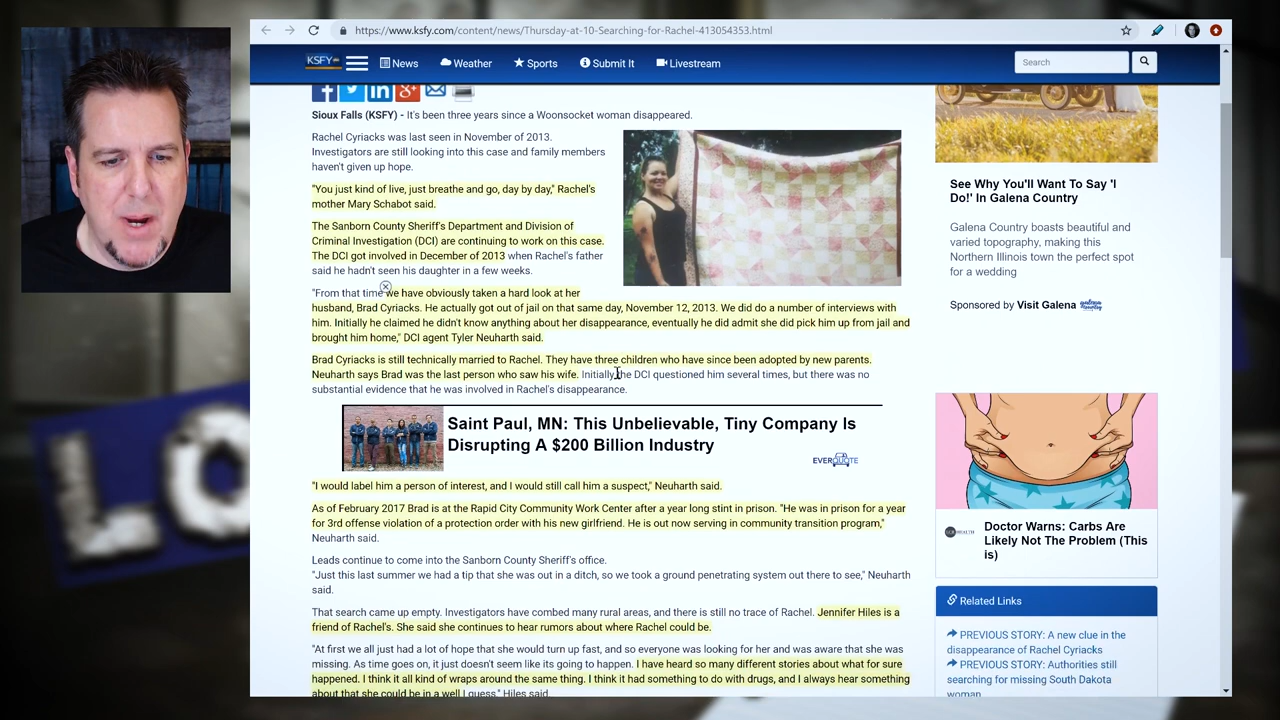 https://www.ksfy.com/content/news/Thursday-at-10-Searching-for-Rachel-413054353.html
KSFY
News
Weather
Sports
Submit It
Livestream
Search
Sioux Falls (KSFY) - It's been three years since a Woonsocket woman disappeared.
Rachel Cyriacks was last seen in November of 2013.
Investigators are still looking into this case and family members
haven't given up hope.
"You just kind of live, just breathe and go, day by day," Rachel's
mother Mary Schabot said.
The Sanborn County Sheriff's Department and Division of
Criminal Investigation (DCI) are continuing to work on this case.
The DCI got involved in December of 2013 when Rachel's father
said he hadn't seen his daughter in a few weeks.
"From that time we have obviously taken a hard look at her
husband, Brad Cyriacks. He actually got out of jail on that same day, November 12, 2013. We did do a number of interviews with
him. Initially he claimed he didn't know anything about her disappearance, eventually he did admit she did pick him up from jail and
brought him home," DCI agent Tyler Neuharth said.
Brad Cyriacks is still technically married to Rachel. They have three children who have since been adopted by new parents.
Neuharth says Brad was the last person who saw his wife. Initially the DCI questioned him several times, but there was no
substantial evidence that he was involved in Rachel's disappearance.
Saint Paul, MN: This Unbelievable, Tiny Company Is
Disrupting A $200 Billion Industry
EVERQUOTE
"I would label him a person of interest, and I would still call him a suspect," Neuharth said.
As of February 2017 Brad is at the Rapid City Community Work Center after a year long stint in prison. "He was in prison for a year
for 3rd offense violation of a protection order with his new girlfriend. He is out now serving in community transition program,"
Neuharth said.
Leads continue to come into the Sanborn County Sheriff's office.
"Just this last summer we had a tip that she was out in a ditch, so we took a ground penetrating system out there to see," Neuharth
said.
That search came up empty. Investigators have combed many rural areas, and there is still no trace of Rachel. Jennifer Hiles is a
friend of Rachel's. She said she continues to hear rumors about where Rachel could be.
"At first we all just had a lot of hope that she would turn up fast, and so everyone was looking for her and was aware that she was
missing. As time goes on, it just doesn't seem like its going to happen. I have heard so many different stories about what for sure
happened. I think it all kind of wraps around the same thing. I think it had something to do with drugs, and I always hear something
about that she could be in a well I guess," Hiles said.
See Why You'll Want To Say 'I
Do!' In Galena Country
Galena Country boasts beautiful and
varied topography, making this
Northern Illinois town the perfect spot
for a wedding
Sponsored by Visit Galena
Doctor Warns: Carbs Are
Likely Not The Problem (This
is)
Related Links
PREVIOUS STORY: A new clue in the
disappearance of Rachel Cyriacks
PREVIOUS STORY: Authorities still
searching for missing South Dakota
woman
LO